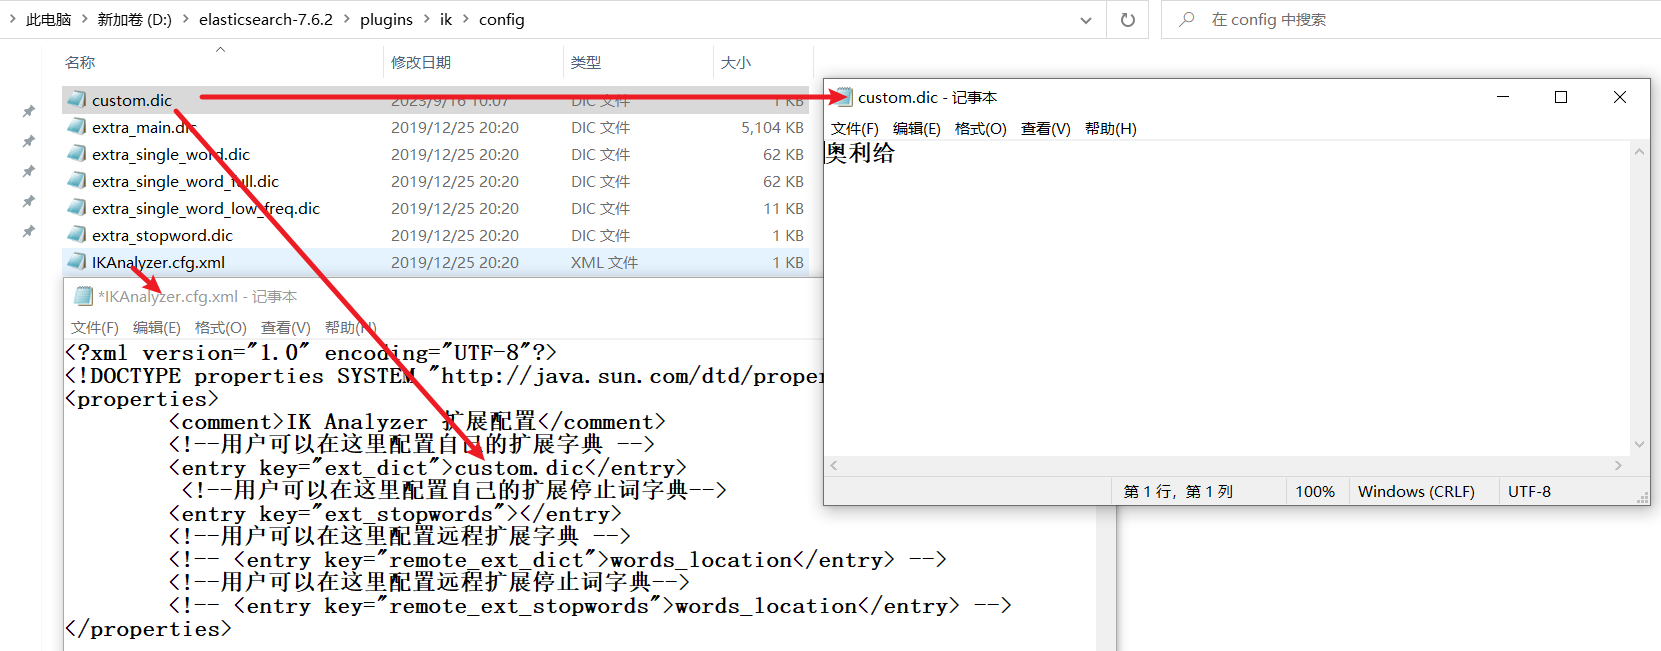 此电脑 > 新加卷 (D:) > elasticsearch-7.6.2 > plugins > ik > config
在 config 中搜索
名称 修改日期 类型 大小
custom.dic 2023/9/16 10:07 DIC 文件 1 KB
extra_main.dic 2019/12/25 20:20 DIC 文件 5,104 KB
extra_single_word.dic 2019/12/25 20:20 DIC 文件 62 KB
extra_single_word_full.dic 2019/12/25 20:20 DIC 文件 62 KB
extra_single_word_low_freq.dic 2019/12/25 20:20 DIC 文件 11 KB
extra_stopword.dic 2019/12/25 20:20 DIC 文件 1 KB
IKAnalyzer.cfg.xml 2019/12/25 20:20 XML 文件 1 KB
custom.dic - 记事本
文件(F) 编辑(E) 格式(O) 查看(V) 帮助(H)
奥利给
第 1 行，第 1 列 100% Windows (CRLF) UTF-8
*IKAnalyzer.cfg.xml - 记事本
文件(F) 编辑(E) 格式(O) 查看(V) 帮助(H)
<?xml version="1.0" encoding="UTF-8"?>
<!DOCTYPE properties SYSTEM "http://java.sun.com/dtd/proper
<properties>
<comment>IK Analyzer 扩展配置</comment>
<!--用户可以在这里配置自己的扩展字典 -->
<entry key="ext_dict">custom.dic</entry>
<!--用户可以在这里配置自己的扩展停止词字典-->
<entry key="ext_stopwords"></entry>
<!--用户可以在这里配置远程扩展字典 -->
<!-- <entry key="remote_ext_dict">words_location</entry> -->
<!--用户可以在这里配置远程扩展停止词字典-->
<!-- <entry key="remote_ext_stopwords">words_location</entry> -->
</properties>